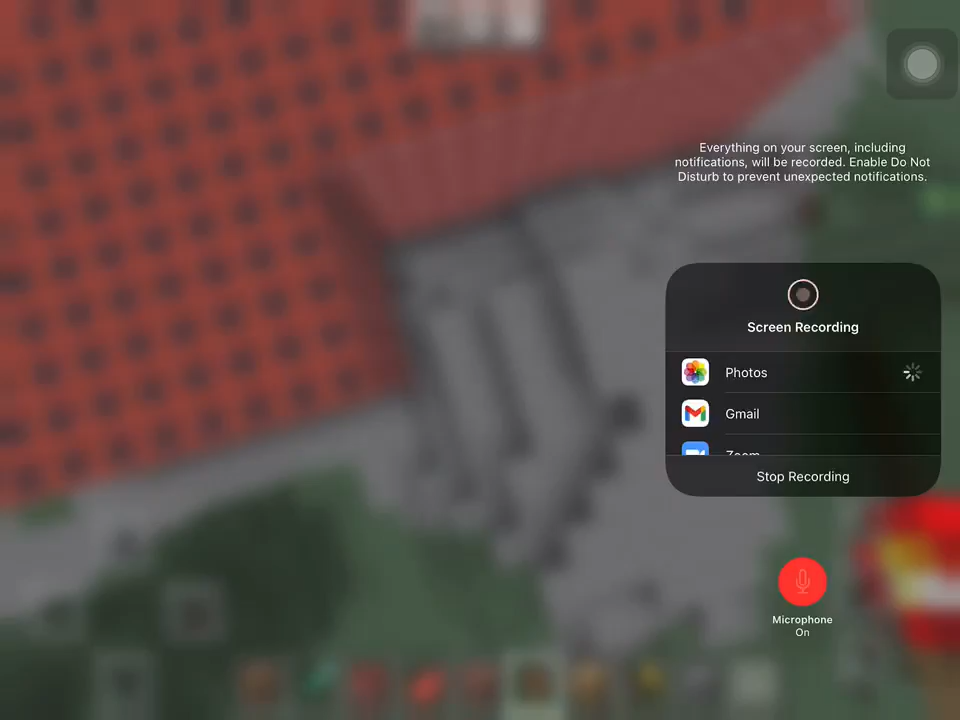 Everything on your screen, including
notifications, will be recorded. Enable Do Not
Disturb to prevent unexpected notifications.
Screen Recording
Photos
Gmail
Zoom
Stop Recording
Microphone
On